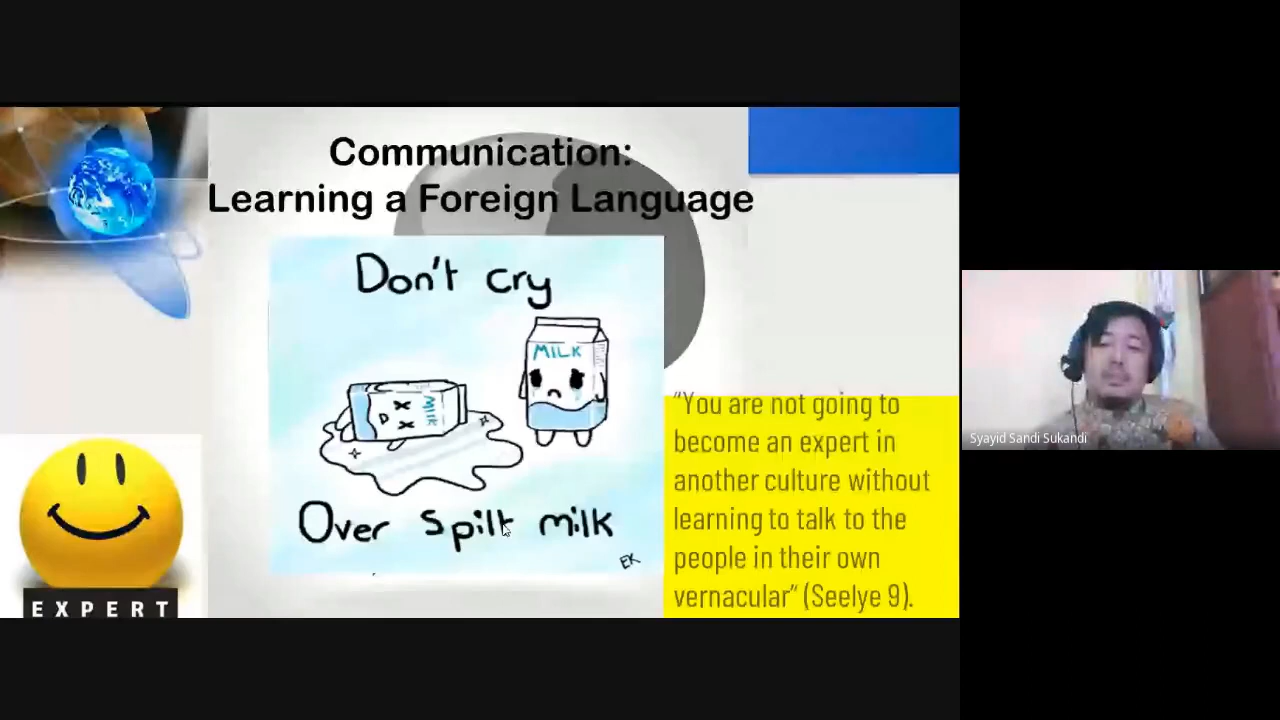 Communication:
Learning a Foreign Language
Don't cry
MILK
MILK
Over Spilt milk
EK
EXPERT
"You are not going to
become an expert in
another culture without
learning to talk to the
people in their own
vernacular" (Seelye 9).
Syayid Sandi Sukandi